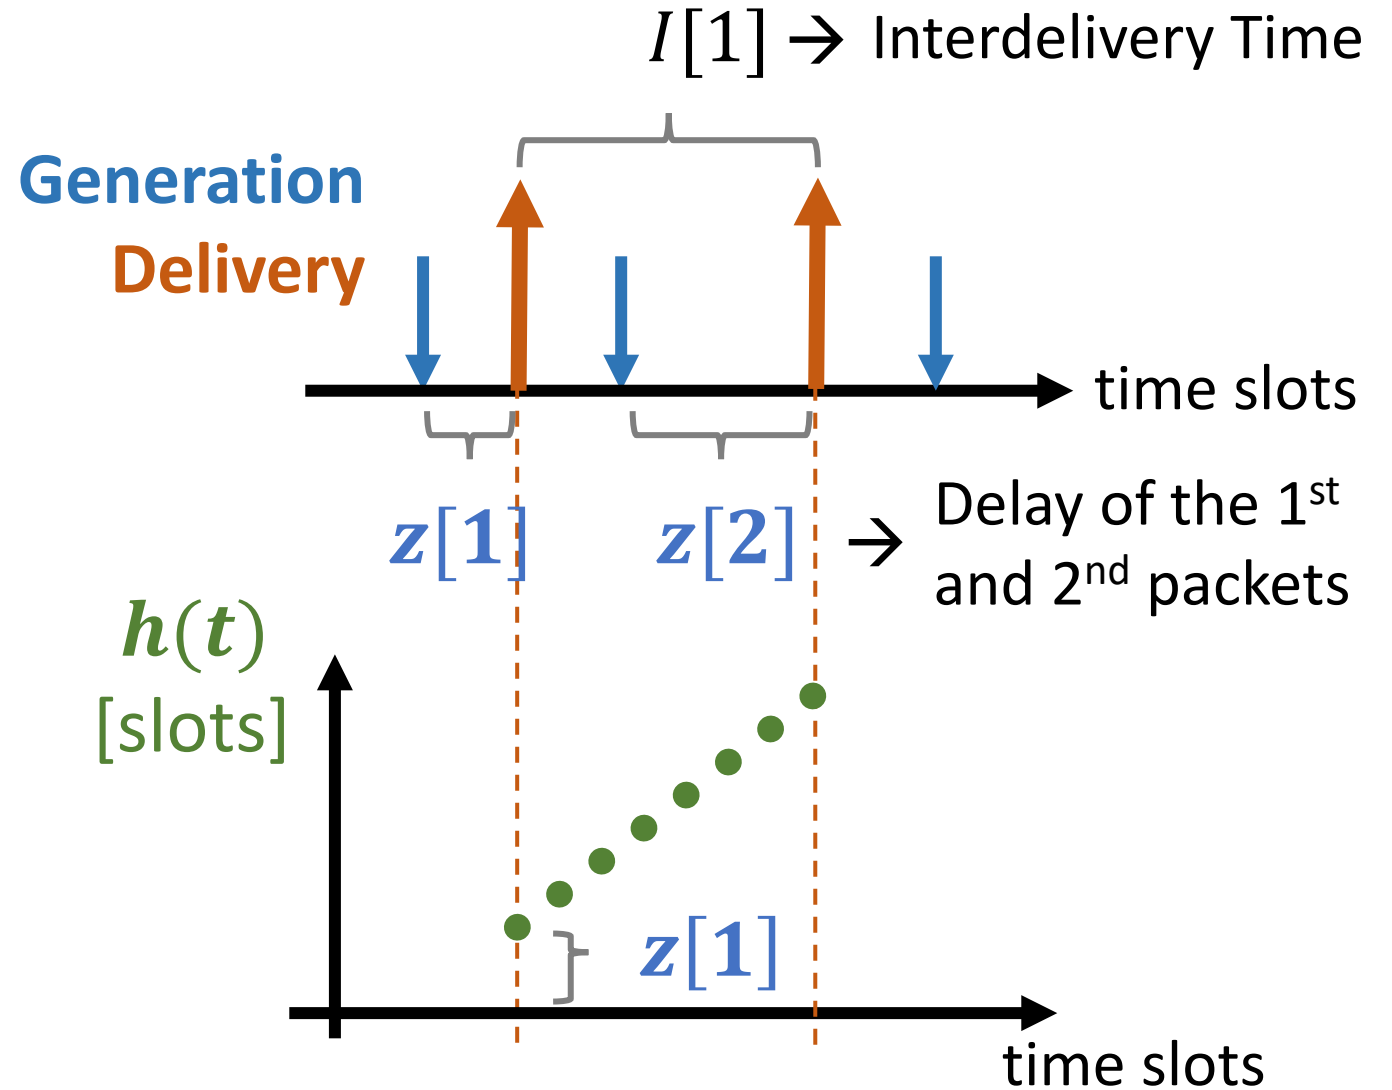 I[1] → Interdelivery Time
Generation
Delivery
time slots
z[1]
z[2] → Delay of the 1st
and 2nd packets
h(t)
[slots]
z[1]
time slots